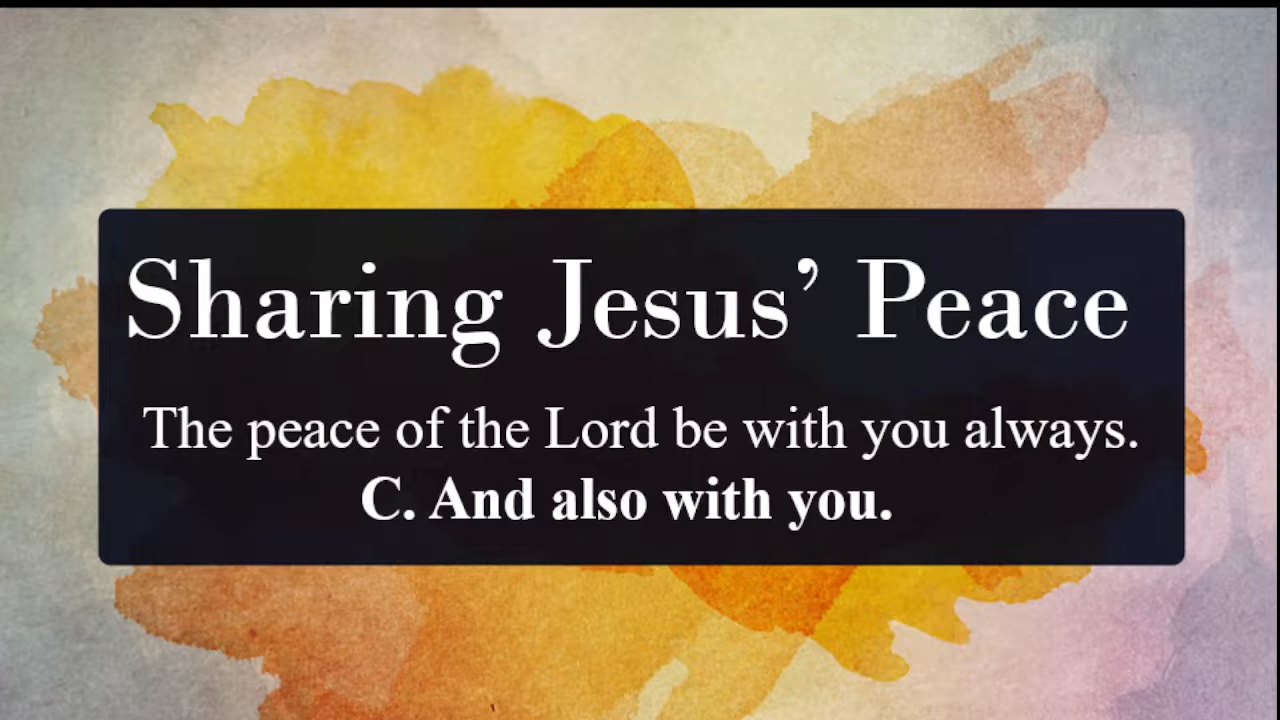 Sharing Jesus’ Peace
The peace of the Lord be with you always.
C. And also with you.